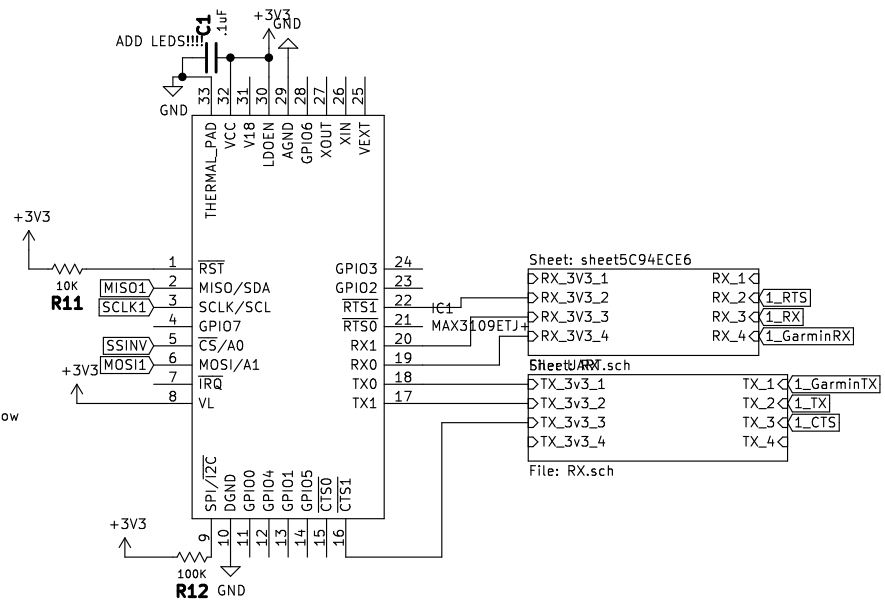 +3V3
GND
C1
.1uF
ADD LEDS!!!!
GND
33
32
31
30
29
28
27
26
25
THERMAL_PAD
VCC
V18
LDOEN
AGND
GPIO6
XOUT
XIN
VEXT
+3V3
10K
R11
1
RST
MISO1
2
MISO/SDA
SCLK1
3
SCLK/SCL
4
GPIO7
SSINV
5
CS/A0
MOSI1
6
MOSI/A1
+3V3
7
IRQ
8
VL
ow
GPIO3
24
GPIO2
23
RTS1
22
RTS0
21
RX1
20
RX0
19
TX0
18
TX1
17
IC1
MAX3109ETJ+
Sheet: sheet5C94ECE6
RX_3V3_1
RX_1
RX_3V3_2
RX_2
1_RTS
RX_3V3_3
RX_3
1_RX
RX_3V3_4
RX_4
1_GarminRX
TX_3v3_1
TX_1
1_GarminTX
TX_3v3_2
TX_2
1_TX
TX_3v3_3
TX_3
1_CTS
TX_3v3_4
TX_4
File: RX.sch
SPI/I2C
DGND
GPIO0
GPIO4
GPIO1
GPIO5
CTS0
CTS1
9
10
11
12
13
14
15
16
+3V3
100K
R12
GND